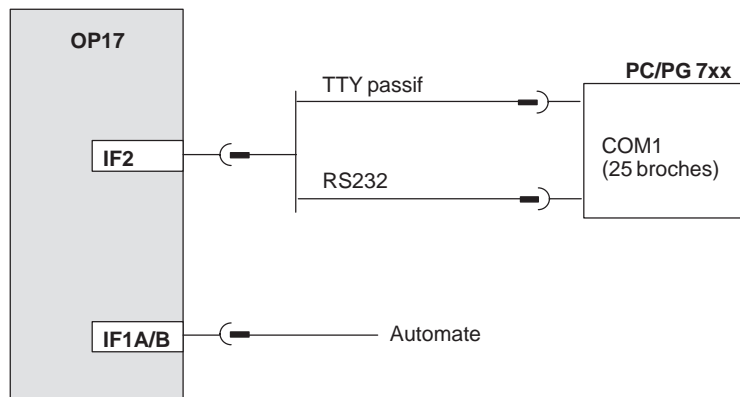 OP17
PC/PG 7xx
TTY passif
IF2
COM1
(25 broches)
RS232
IF1A/B
Automate